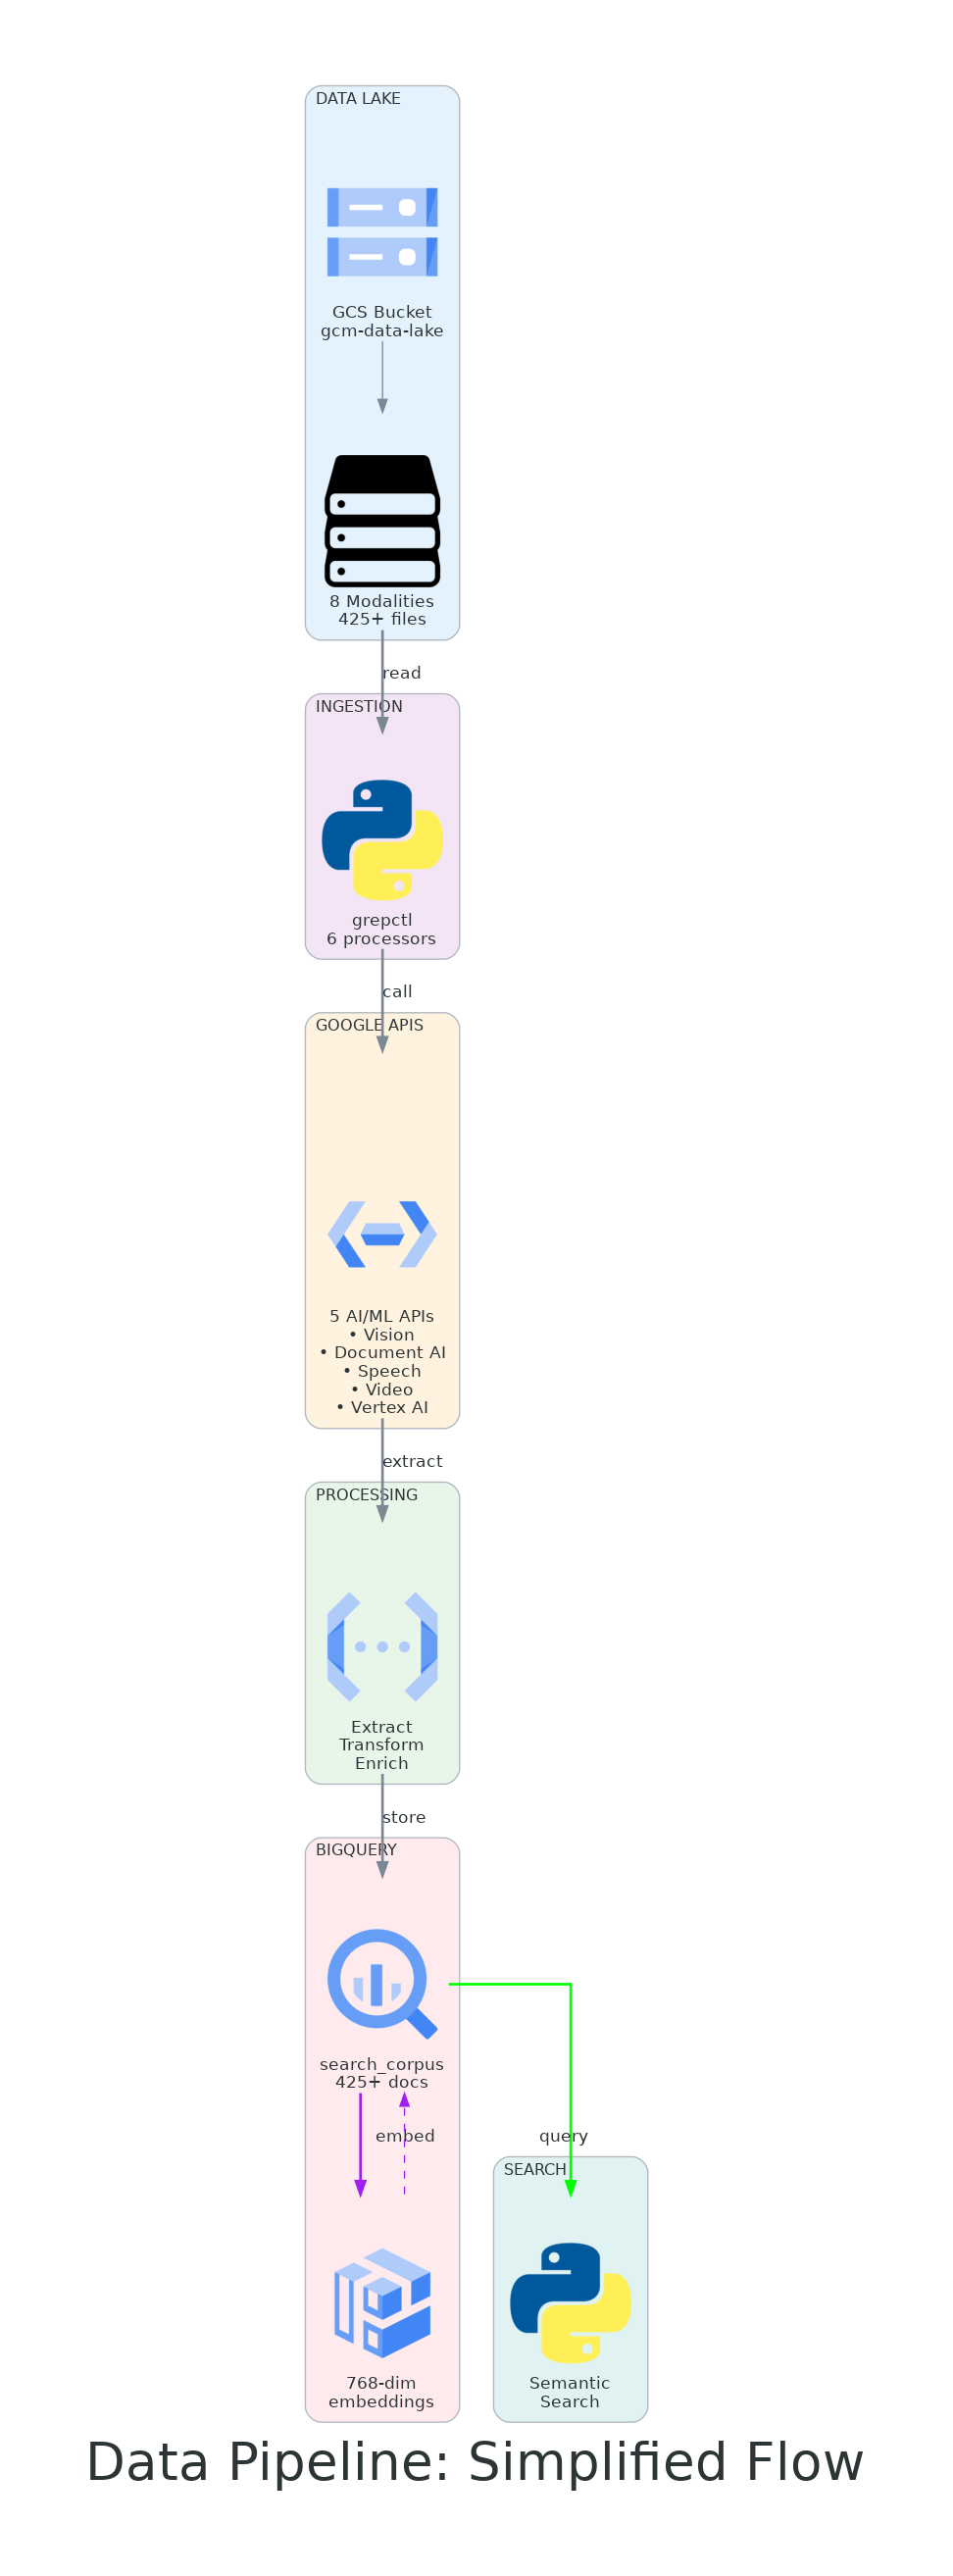 DATA LAKE
GCS Bucket
gcm-data-lake
8 Modalities
425+ files
read
INGESTION
grepctl
6 processors
call
GOOGLE APIS
5 AI/ML APIs
• Vision
• Document AI
• Speech
• Video
• Vertex AI
extract
PROCESSING
Extract
Transform
Enrich
store
BIGQUERY
search_corpus
425+ docs
embed
query
SEARCH
768-dim
embeddings
Semantic
Search
Data Pipeline: Simplified Flow